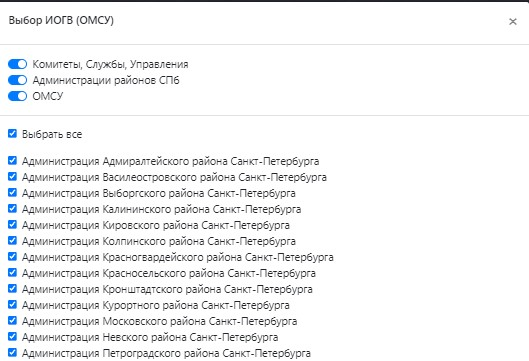 Выбор ИОГВ (ОМСУ)
×
Комитеты, Службы, Управления
Администрации районов СПб
ОМСУ
Выбрать все
Администрация Адмиралтейского района Санкт-Петербурга
Администрация Василеостровского района Санкт-Петербурга
Администрация Выборгского района Санкт-Петербурга
Администрация Калининского района Санкт-Петербурга
Администрация Кировского района Санкт-Петербурга
Администрация Колпинского района Санкт-Петербурга
Администрация Красногвардейского района Санкт-Петербурга
Администрация Красносельского района Санкт-Петербурга
Администрация Кронштадтского района Санкт-Петербурга
Администрация Курортного района Санкт-Петербурга
Администрация Московского района Санкт-Петербурга
Администрация Невского района Санкт-Петербурга
Администрация Петроградского района Санкт-Петербурга